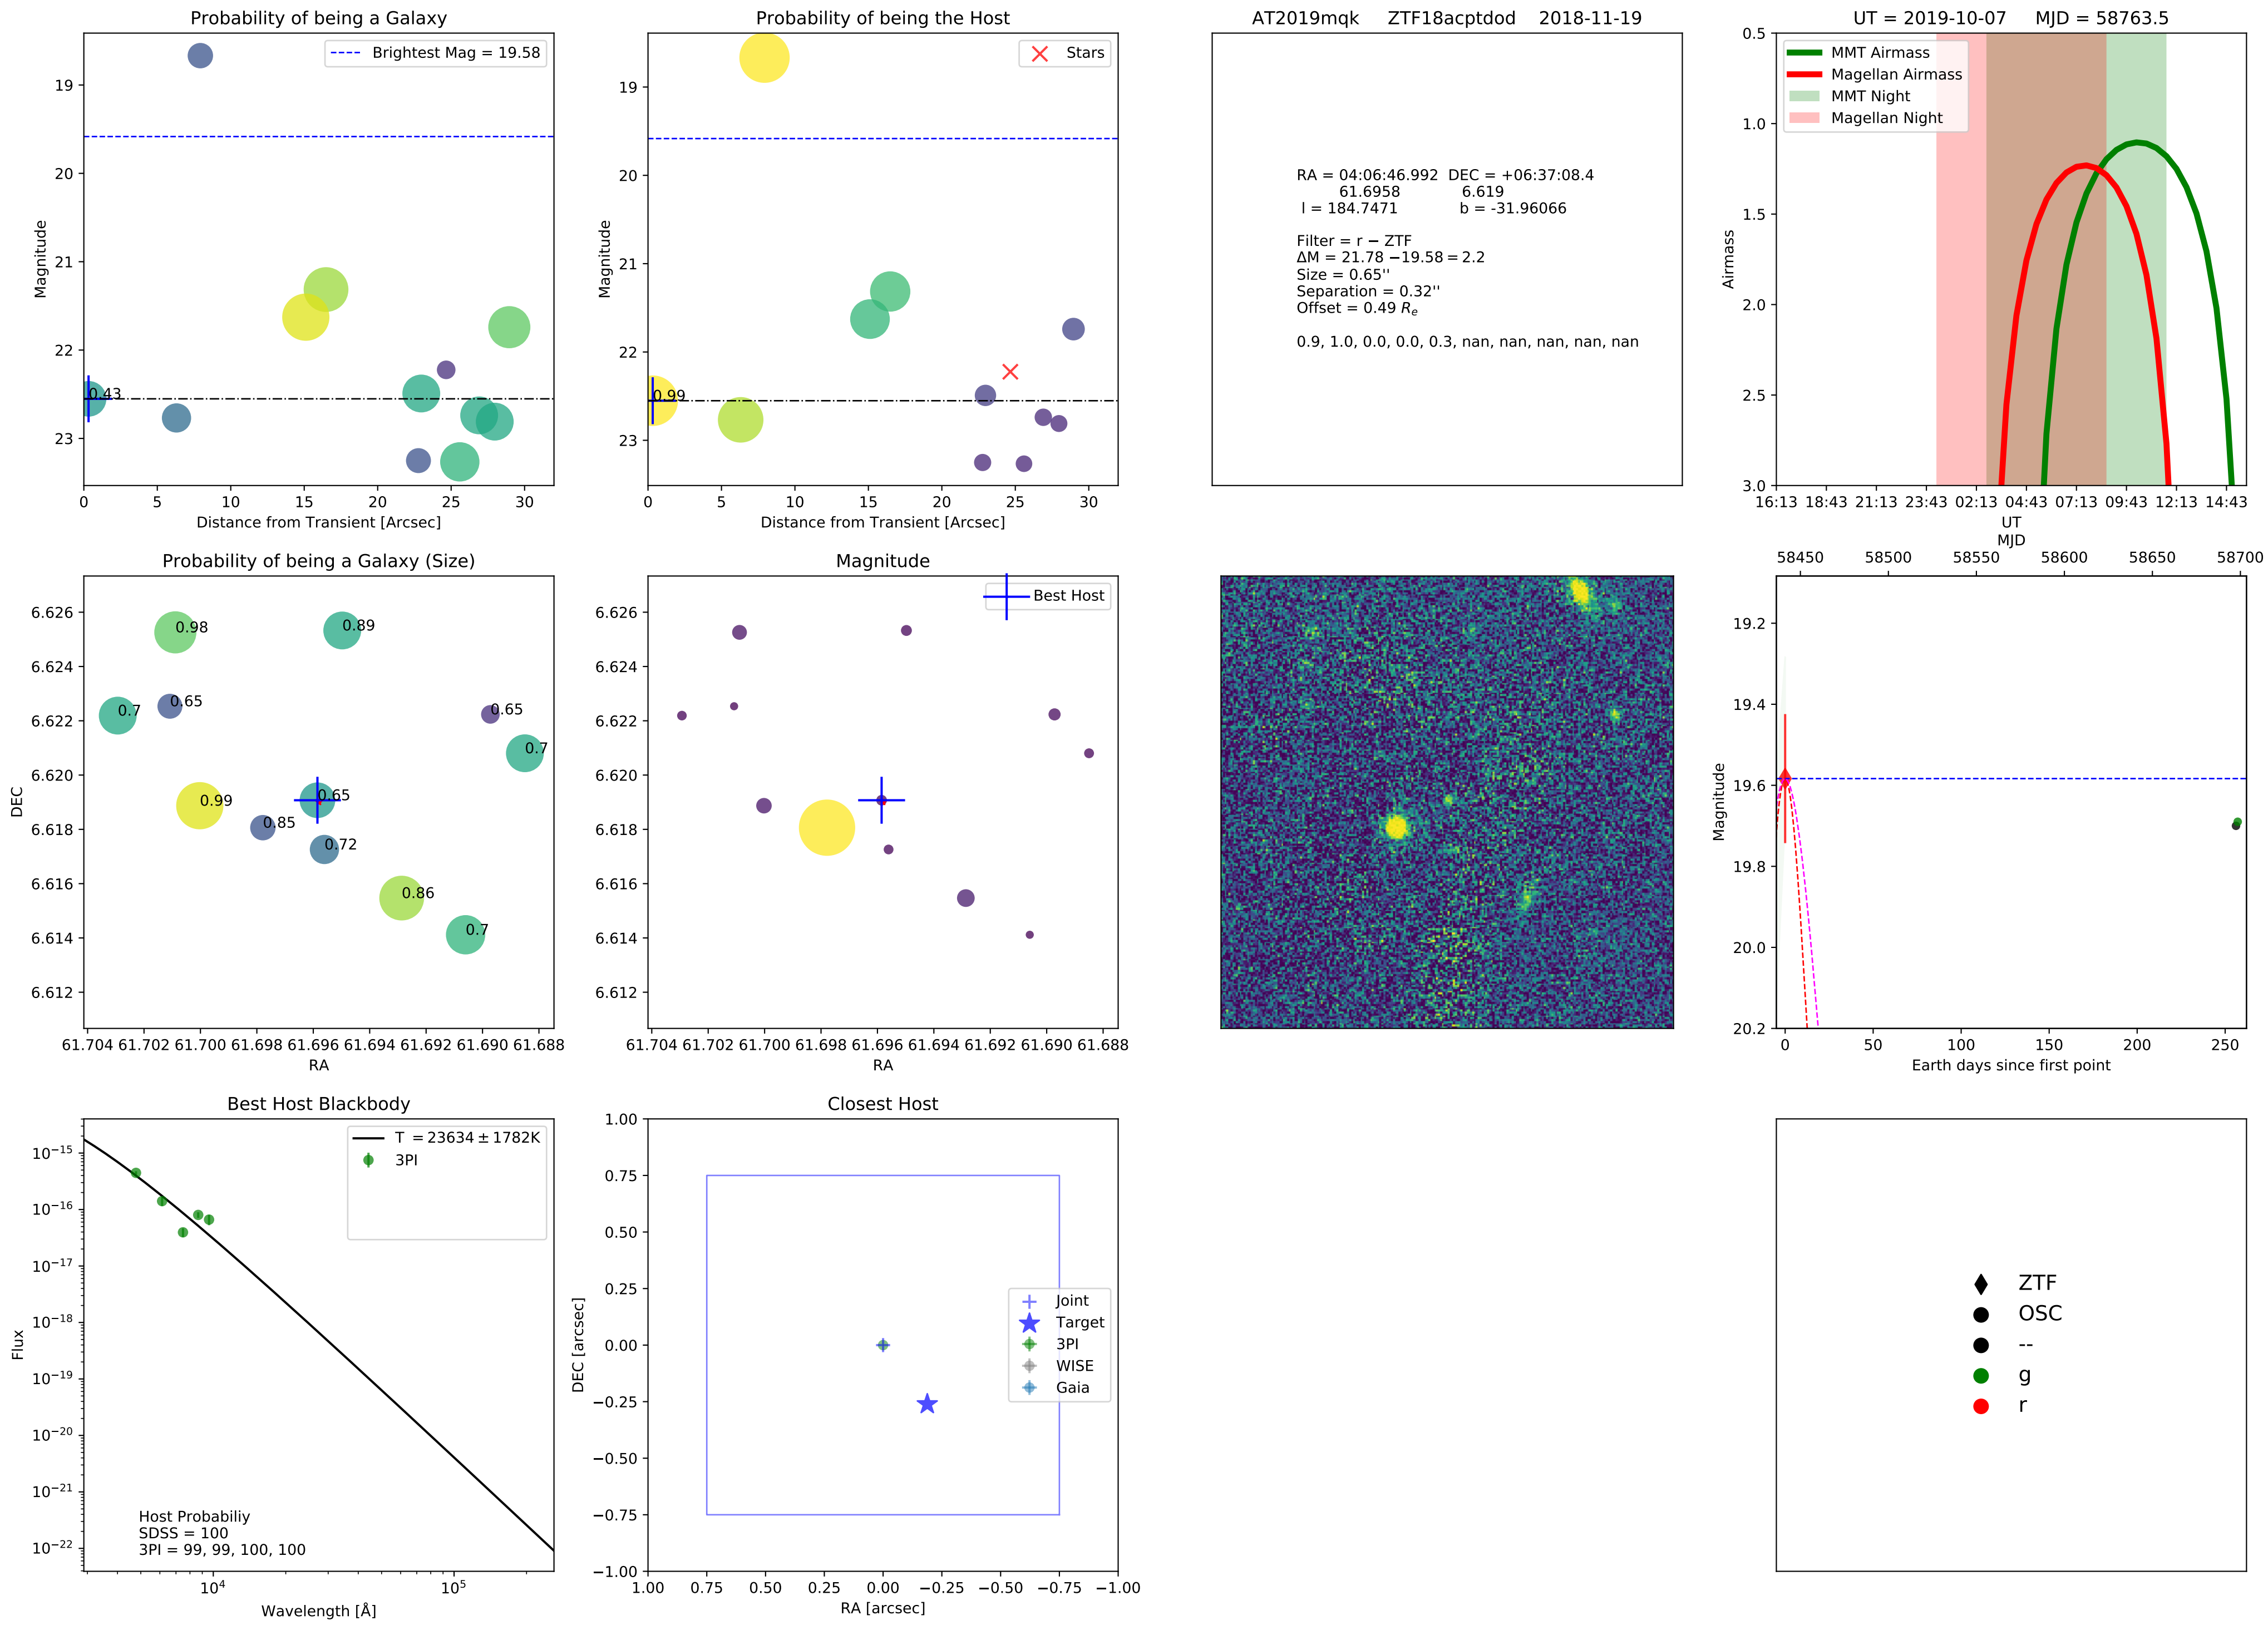 Probability of being a Galaxy
Brightest Mag = 19.58
0.43
19
20
21
22
23
Magnitude
0 5 10 15 20 25 30
Distance from Transient [Arcsec]
Probability of being the Host
Stars
0.99
19
20
21
22
23
Magnitude
0 5 10 15 20 25 30
Distance from Transient [Arcsec]
AT2019mqk ZTF18acptdod 2018-11-19
RA = 04:06:46.992 DEC = +06:37:08.4
61.6958 6.619
l = 184.7471 b = -31.96066
Filter = r − ZTF
ΔM = 21.78 −19.58 = 2.2
Size = 0.65''
Separation = 0.32''
Offset = 0.49 Re
0.9, 1.0, 0.0, 0.0, 0.3, nan, nan, nan, nan, nan
UT = 2019-10-07 MJD = 58763.5
MMT Airmass
Magellan Airmass
MMT Night
Magellan Night
0.5
1.0
1.5
2.0
2.5
3.0
Airmass
16:13 18:43 21:13 23:43 02:13 04:43 07:13 09:43 12:13 14:43
UT
Probability of being a Galaxy (Size)
0.98
0.89
0.7
0.65
0.65
0.7
0.99
0.65
0.85
0.72
0.86
0.7
6.626
6.624
6.622
6.620
6.618
6.616
6.614
6.612
DEC
61.704 61.702 61.700 61.698 61.696 61.694 61.692 61.690 61.688
RA
Magnitude
Best Host
6.626
6.624
6.622
6.620
6.618
6.616
6.614
6.612
61.704 61.702 61.700 61.698 61.696 61.694 61.692 61.690 61.688
RA
MJD
58450 58500 58550 58600 58650 58700
19.2
19.4
19.6
19.8
20.0
20.2
Magnitude
0 50 100 150 200 250
Earth days since first point
Best Host Blackbody
T = 23634 ± 1782K
3PI
10−15
10−16
10−17
10−18
10−19
10−20
10−21
10−22
Flux
Host Probabiliy
SDSS = 100
3PI = 99, 99, 100, 100
104 105
Wavelength [Å]
Closest Host
Joint
Target
3PI
WISE
Gaia
1.00
0.75
0.50
0.25
0.00
−0.25
−0.50
−0.75
−1.00
DEC [arcsec]
1.00 0.75 0.50 0.25 0.00 −0.25 −0.50 −0.75 −1.00
RA [arcsec]
ZTF
OSC
--
g
r